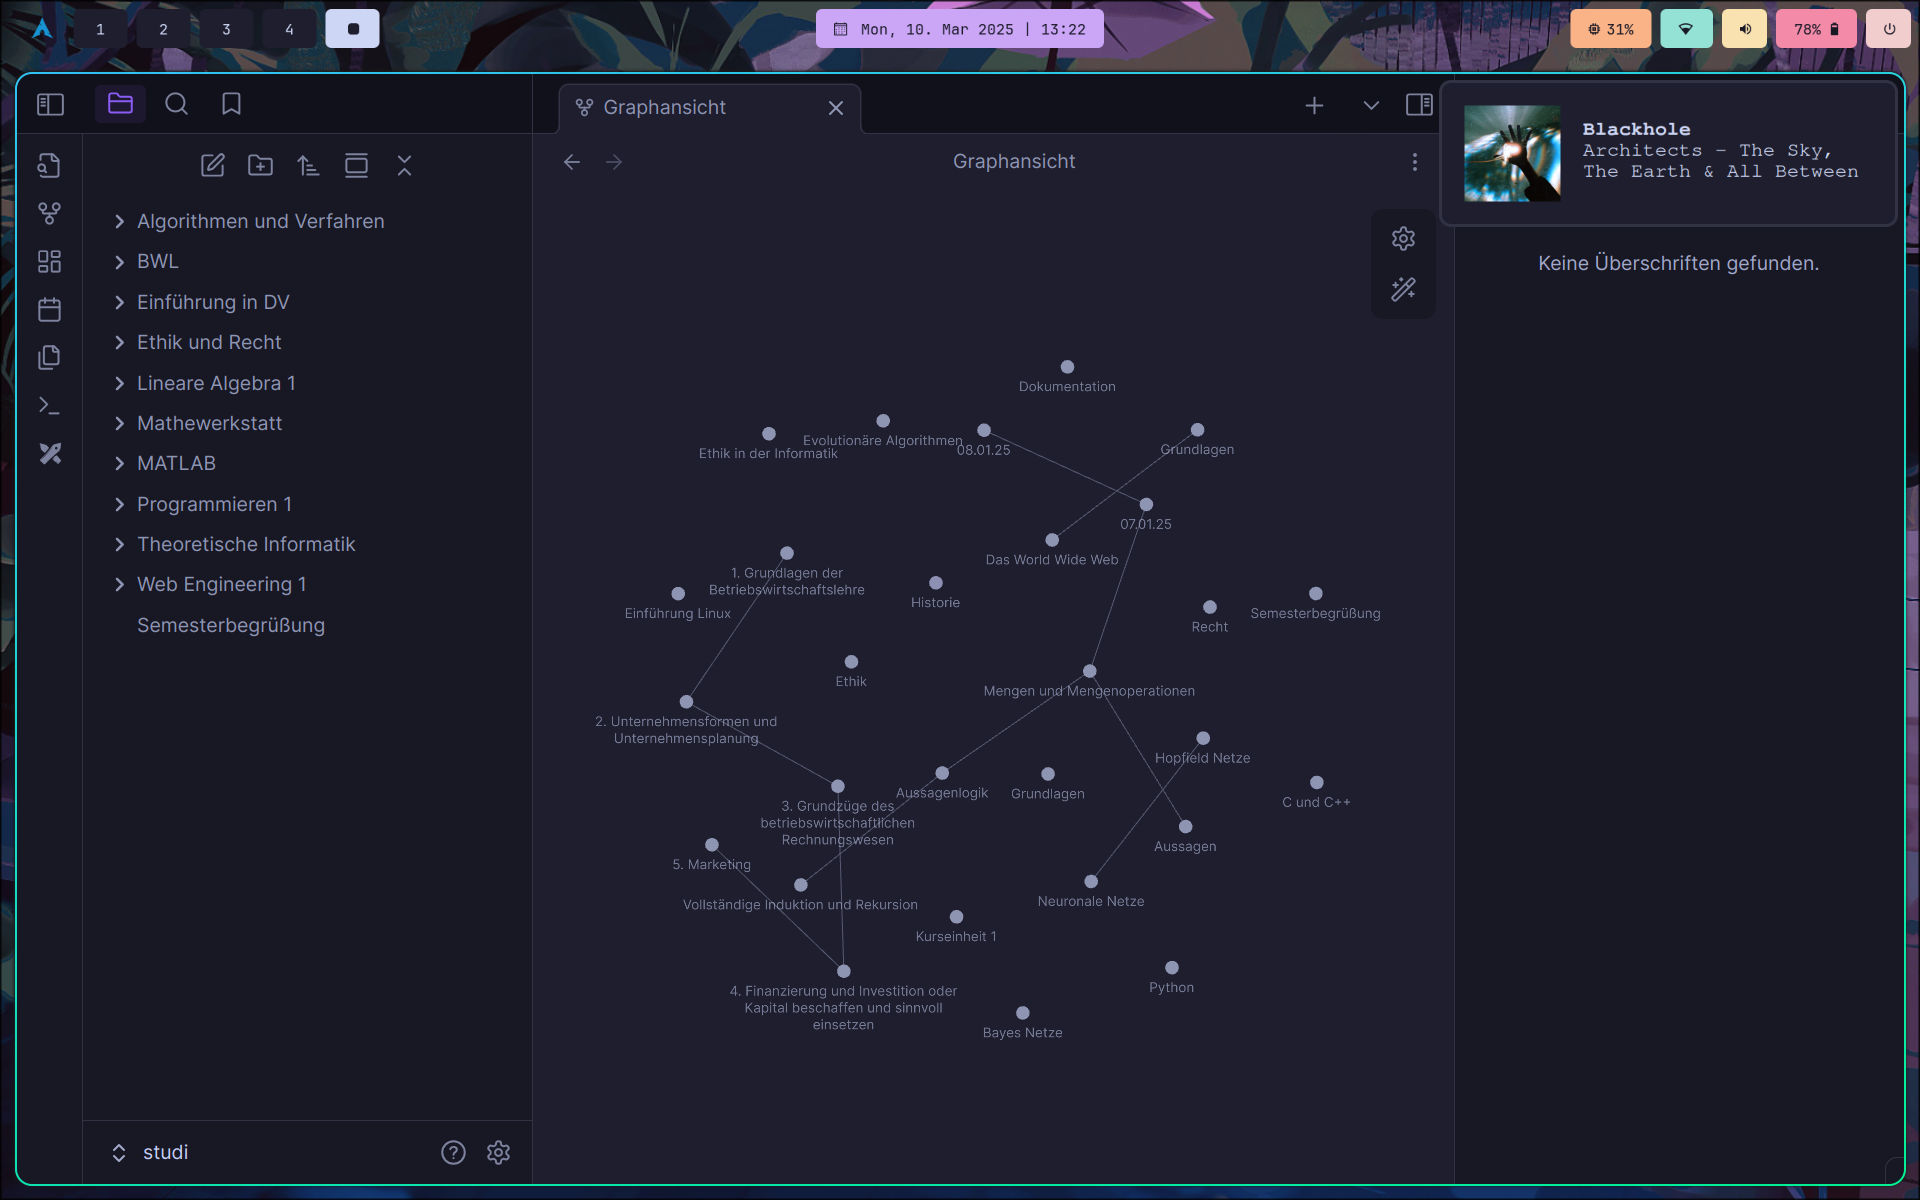 1 2 3 4
Mon, 10. Mar 2025 | 13:22
31%
78%
Graphansicht
Blackhole
Architects – The Sky,
The Earth & All Between
Graphansicht
Keine Überschriften gefunden.
Algorithmen und Verfahren
BWL
Einführung in DV
Ethik und Recht
Lineare Algebra 1
Mathewerkstatt
MATLAB
Programmieren 1
Theoretische Informatik
Web Engineering 1
Semesterbegrüßung
studi
Dokumentation
Evolutionäre Algorithmen
Ethik in der Informatik
08.01.25
Grundlagen
07.01.25
Das World Wide Web
1. Grundlagen der
Betriebswirtschaftslehre
Historie
Einführung Linux
Recht
Semesterbegrüßung
Ethik
Mengen und Mengenoperationen
2. Unternehmensformen und
Unternehmensplanung
Hopfield Netze
Aussagenlogik
Grundlagen
C und C++
3. Grundzüge des
betriebswirtschaftlichen
Rechnungswesen
Aussagen
5. Marketing
Neuronale Netze
Vollständige Induktion und Rekursion
Kurseinheit 1
Python
4. Finanzierung und Investition oder
Kapital beschaffen und sinnvoll
einsetzen
Bayes Netze